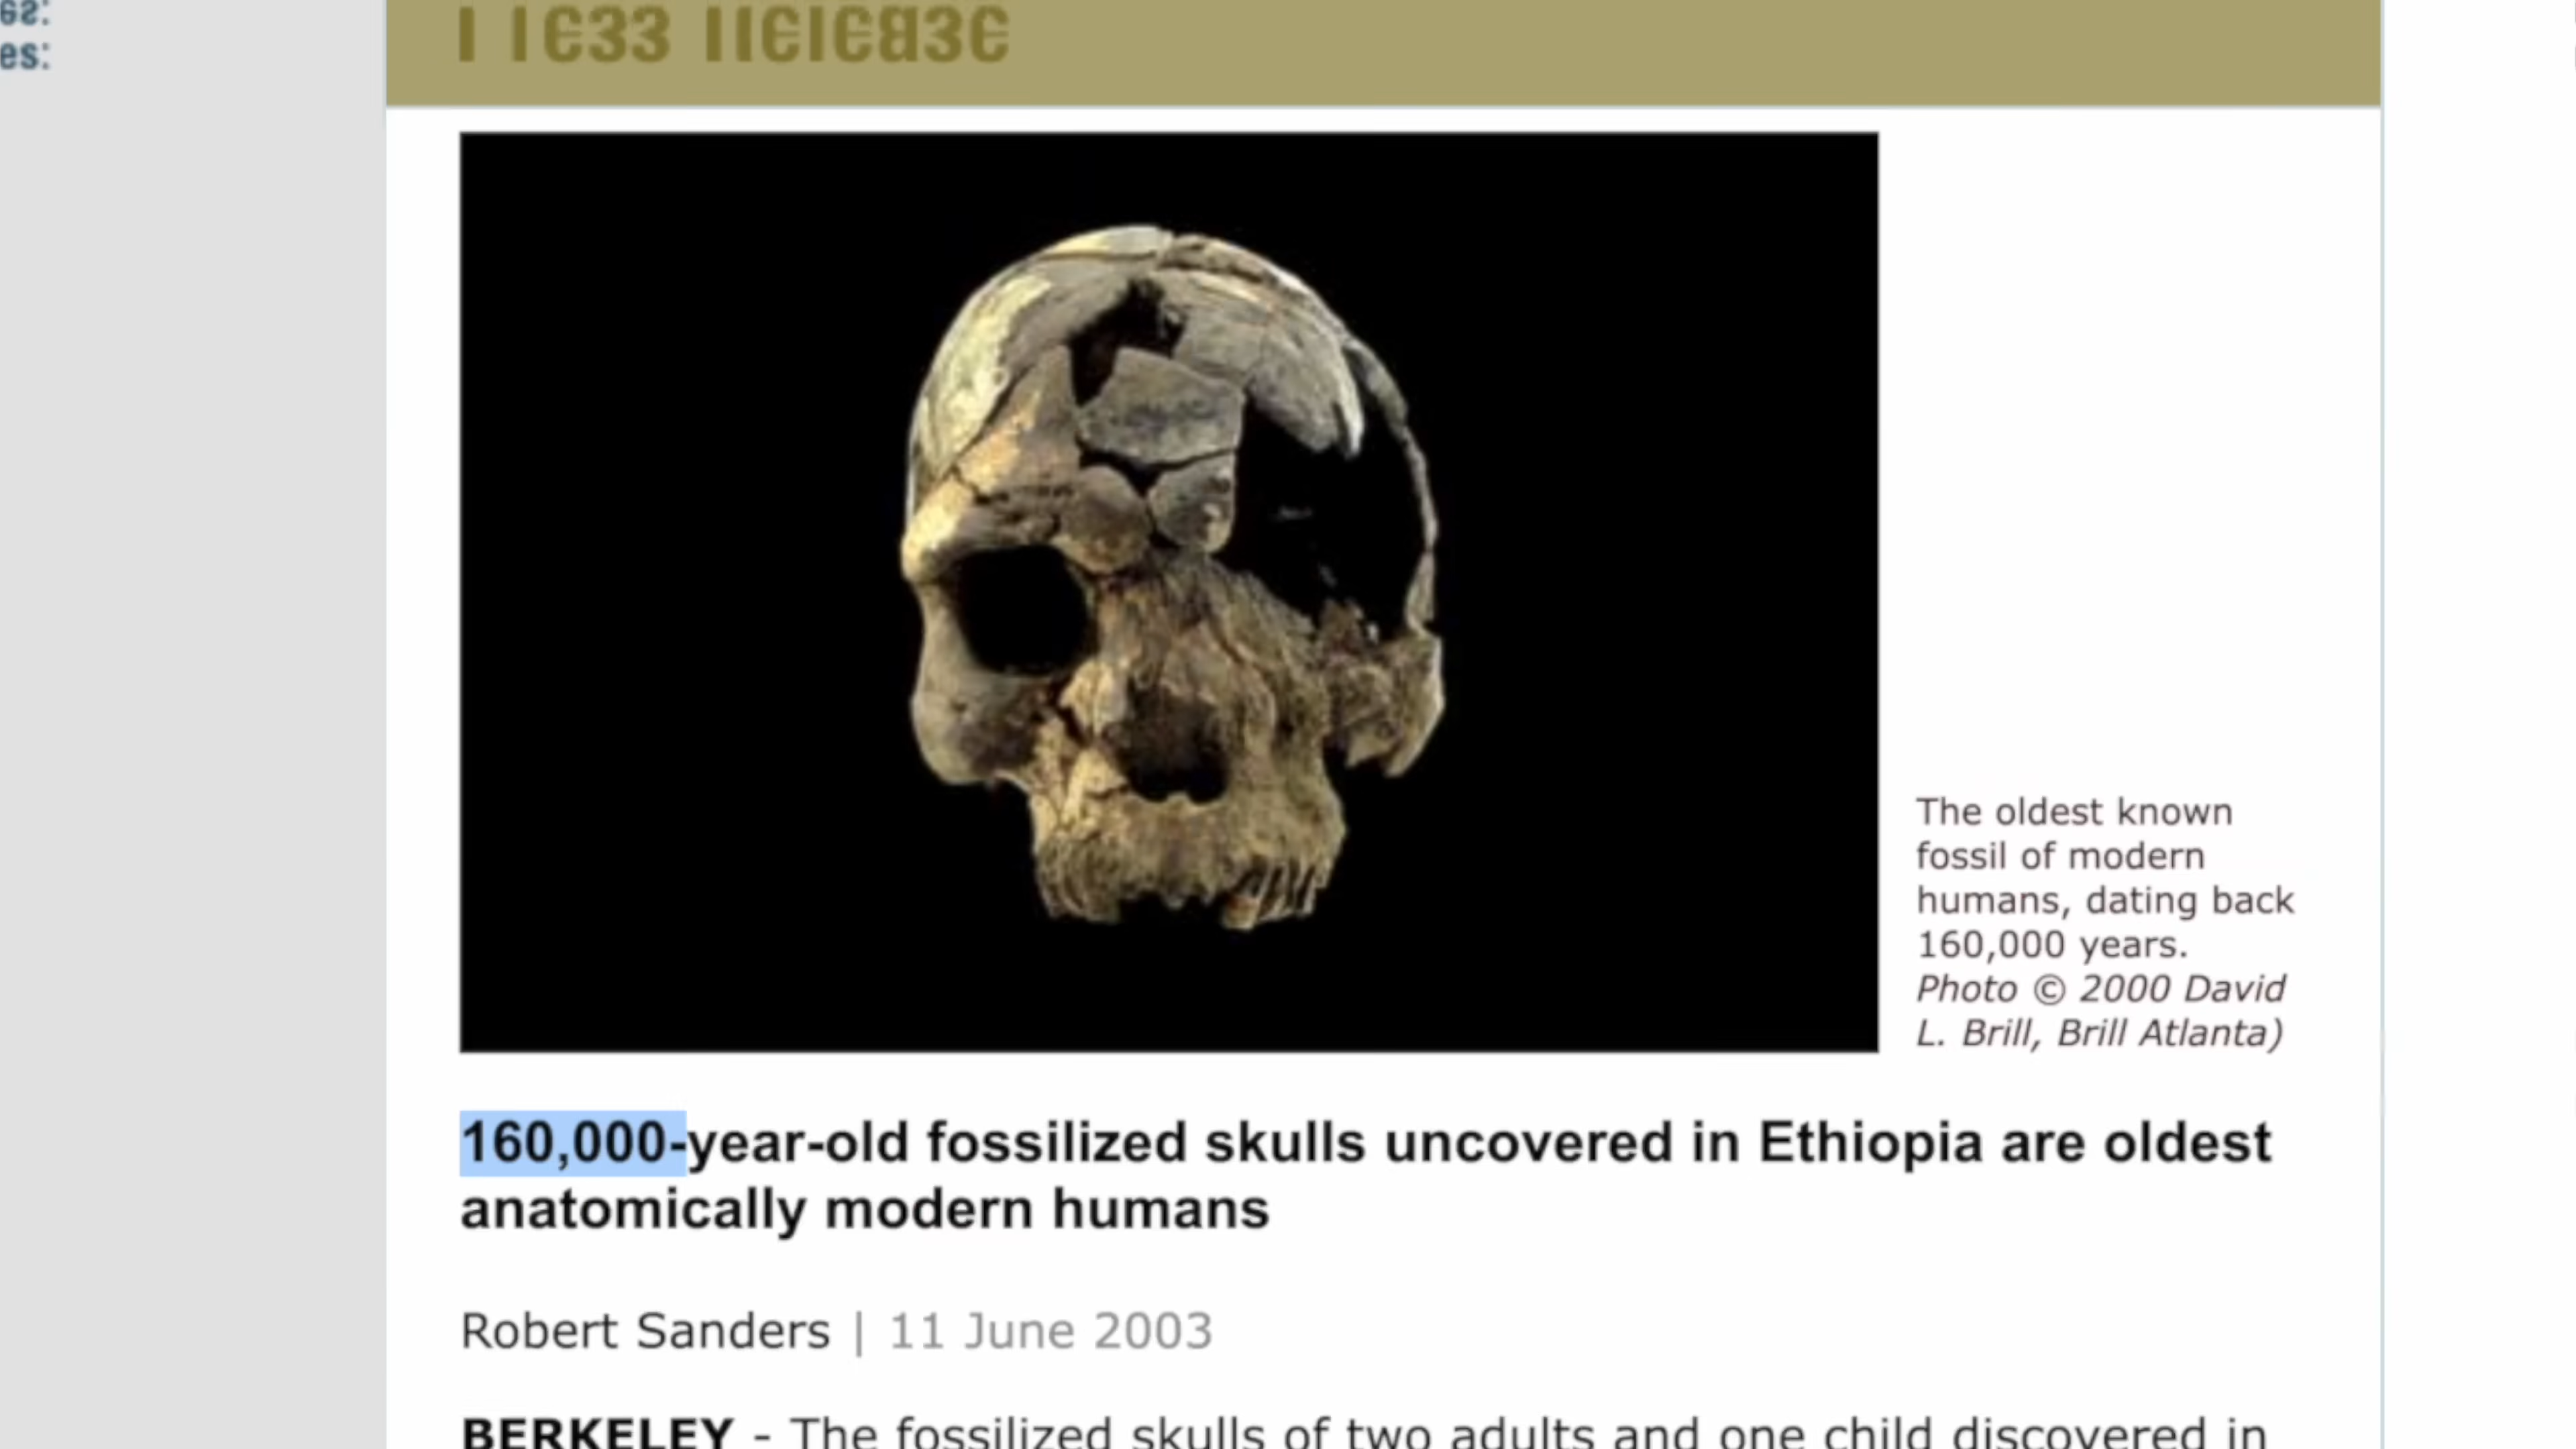 es:
The oldest known
fossil of modern
humans, dating back
160,000 years.
Photo © 2000 David
L. Brill, Brill Atlanta)
160,000-year-old fossilized skulls uncovered in Ethiopia are oldest
anatomically modern humans
Robert Sanders | 11 June 2003
BERKELEY - The fossilized skulls of two adults and one child discovered in